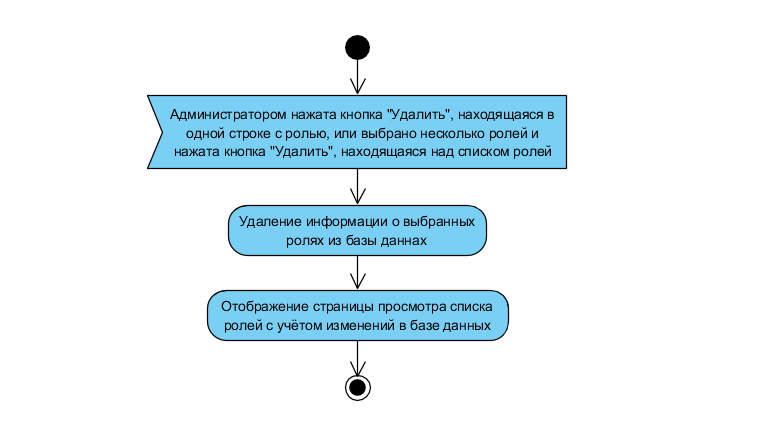 Администратором нажата кнопка "Удалить", находящаяся в
одной строке с ролью, или выбрано несколько ролей и
нажата кнопка "Удалить", находящаяся над списком ролей
Удаление информации о выбранных
ролях из базы даннах
Отображение страницы просмотра списка
ролей с учётом изменений в базе данных